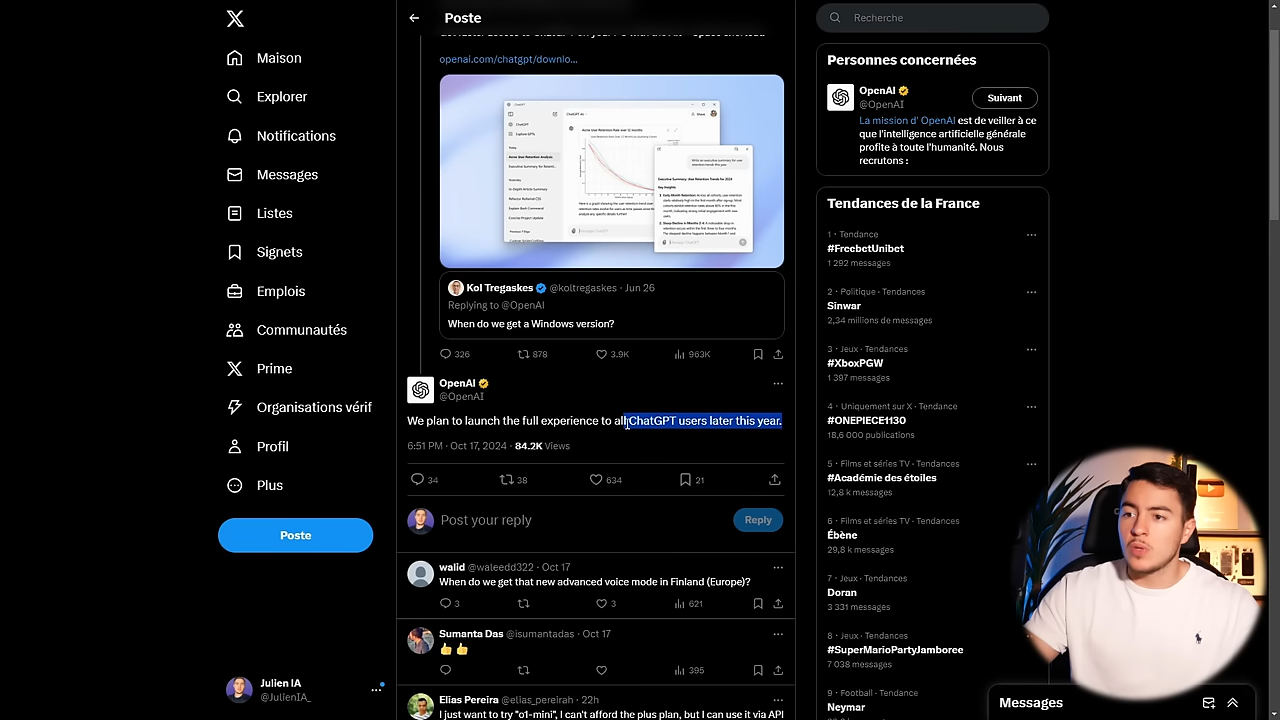 Maison
Explorer
Notifications
Messages
Listes
Signets
Emplois
Communautés
Prime
Organisations vérif
Profil
Plus
Poste
Julien IA
@JulienIA_
Poste
openai.com/chatgpt/downlo...
Kol Tregaskes @koltregaskes · Jun 26
Replying to @OpenAI
When do we get a Windows version?
326 878 3.9K 963K
OpenAI
@OpenAI
We plan to launch the full experience to all ChatGPT users later this year.
6:51 PM · Oct 17, 2024 · 84.2K Views
34 38 634 21
Post your reply
Reply
walid @waleedd322 · Oct 17
When do we get that new advanced voice mode in Finland (Europe)?
3 3 621
Sumanta Das @isumantadas · Oct 17
👍 👍
395
Elias Pereira @elias_pereirah · 22h
I just want to try "o1-mini", I can't afford the plus plan, but I can use it via API
Recherche
Personnes concernées
OpenAI
@OpenAI
Suivant
La mission d' OpenAI est de veiller à ce
que l'intelligence artificielle générale
profite à toute l'humanité. Nous
recrutons :
Tendances de la France
1 · Tendance
#FreebetUnibet
1 292 messages
2 · Politique · Tendances
Sinwar
2,34 millions de messages
3 · Jeux · Tendances
#XboxPGW
1 397 messages
4 · Uniquement sur X · Tendances
#ONEPIECE1130
18,6 000 publications
5 · Films et séries TV · Tendances
#Académie des étoiles
12,8 k messages
6 · Films et séries TV · Tendances
Ébène
29,8 k messages
7 · Jeux · Tendances
Doran
3 331 messages
8 · Jeux · Tendances
#SuperMarioPartyJamboree
7 038 messages
9 · Football · Tendances
Neymar
Messages